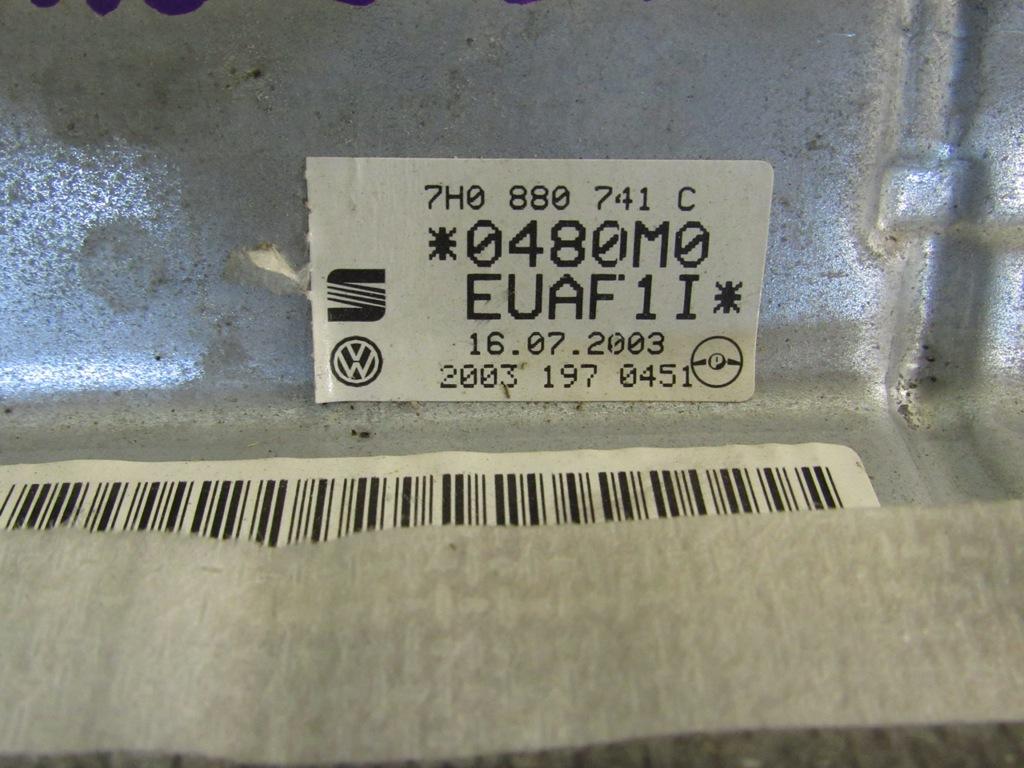 7H0 880 741 C
*0480M0
EUAF1I*
16.07.2003
2003 197 0451